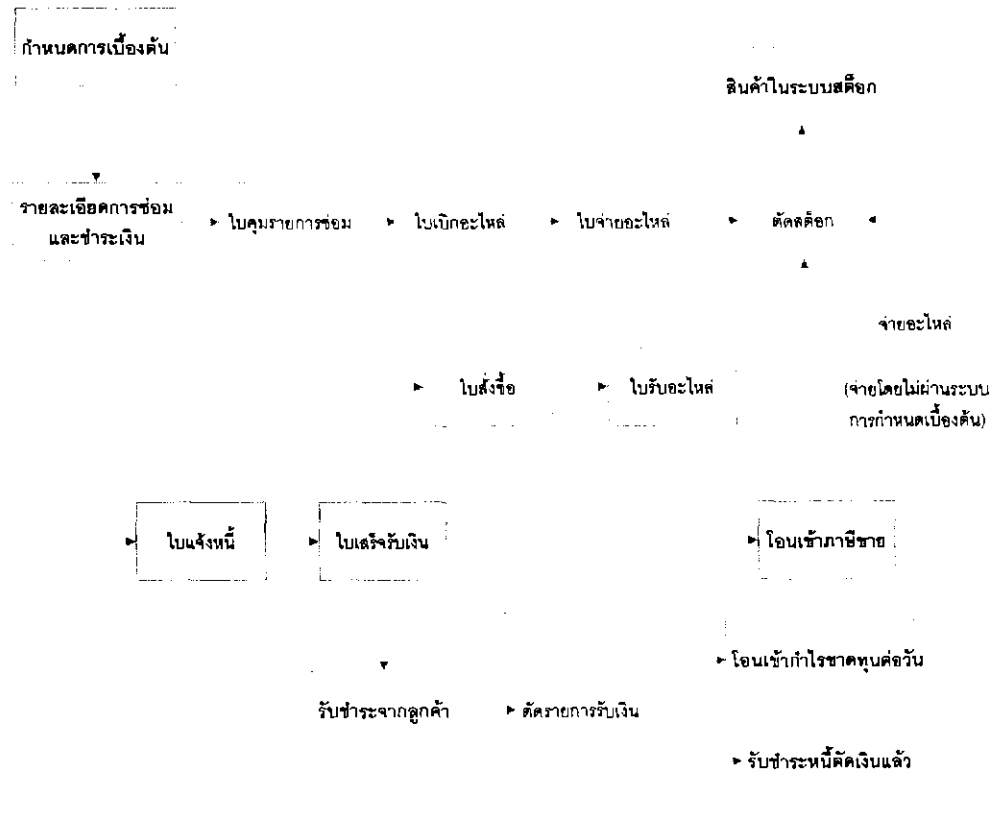 กำหนดการเบื้องต้น
สินค้าในระบบสต็อก
รายละเอียดการซ่อม
และชำระเงิน
ใบคุมรายการซ่อม
ใบเบิกอะไหล่
ใบจ่ายอะไหล่
ตัดสต็อก
จ่ายอะไหล่
ใบสั่งซื้อ
ใบรับอะไหล่
(จ่ายโดยไม่ผ่านระบบ
การกำหนดเบื้องต้น)
ใบแจ้งหนี้
ใบเสร็จรับเงิน
โอนเข้าภาษีขาย
โอนเข้ากำไรขาดทุนต่อวัน
รับชำระจากลูกค้า
ตัดรายการรับเงิน
รับชำระหนี้ตัดเงินแล้ว